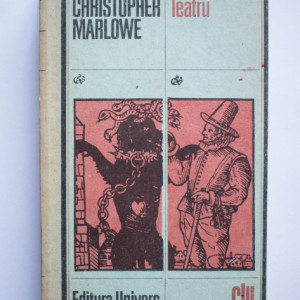 CHRISTOPHER
MARLOWE
Teatru
Editura Univers
clu